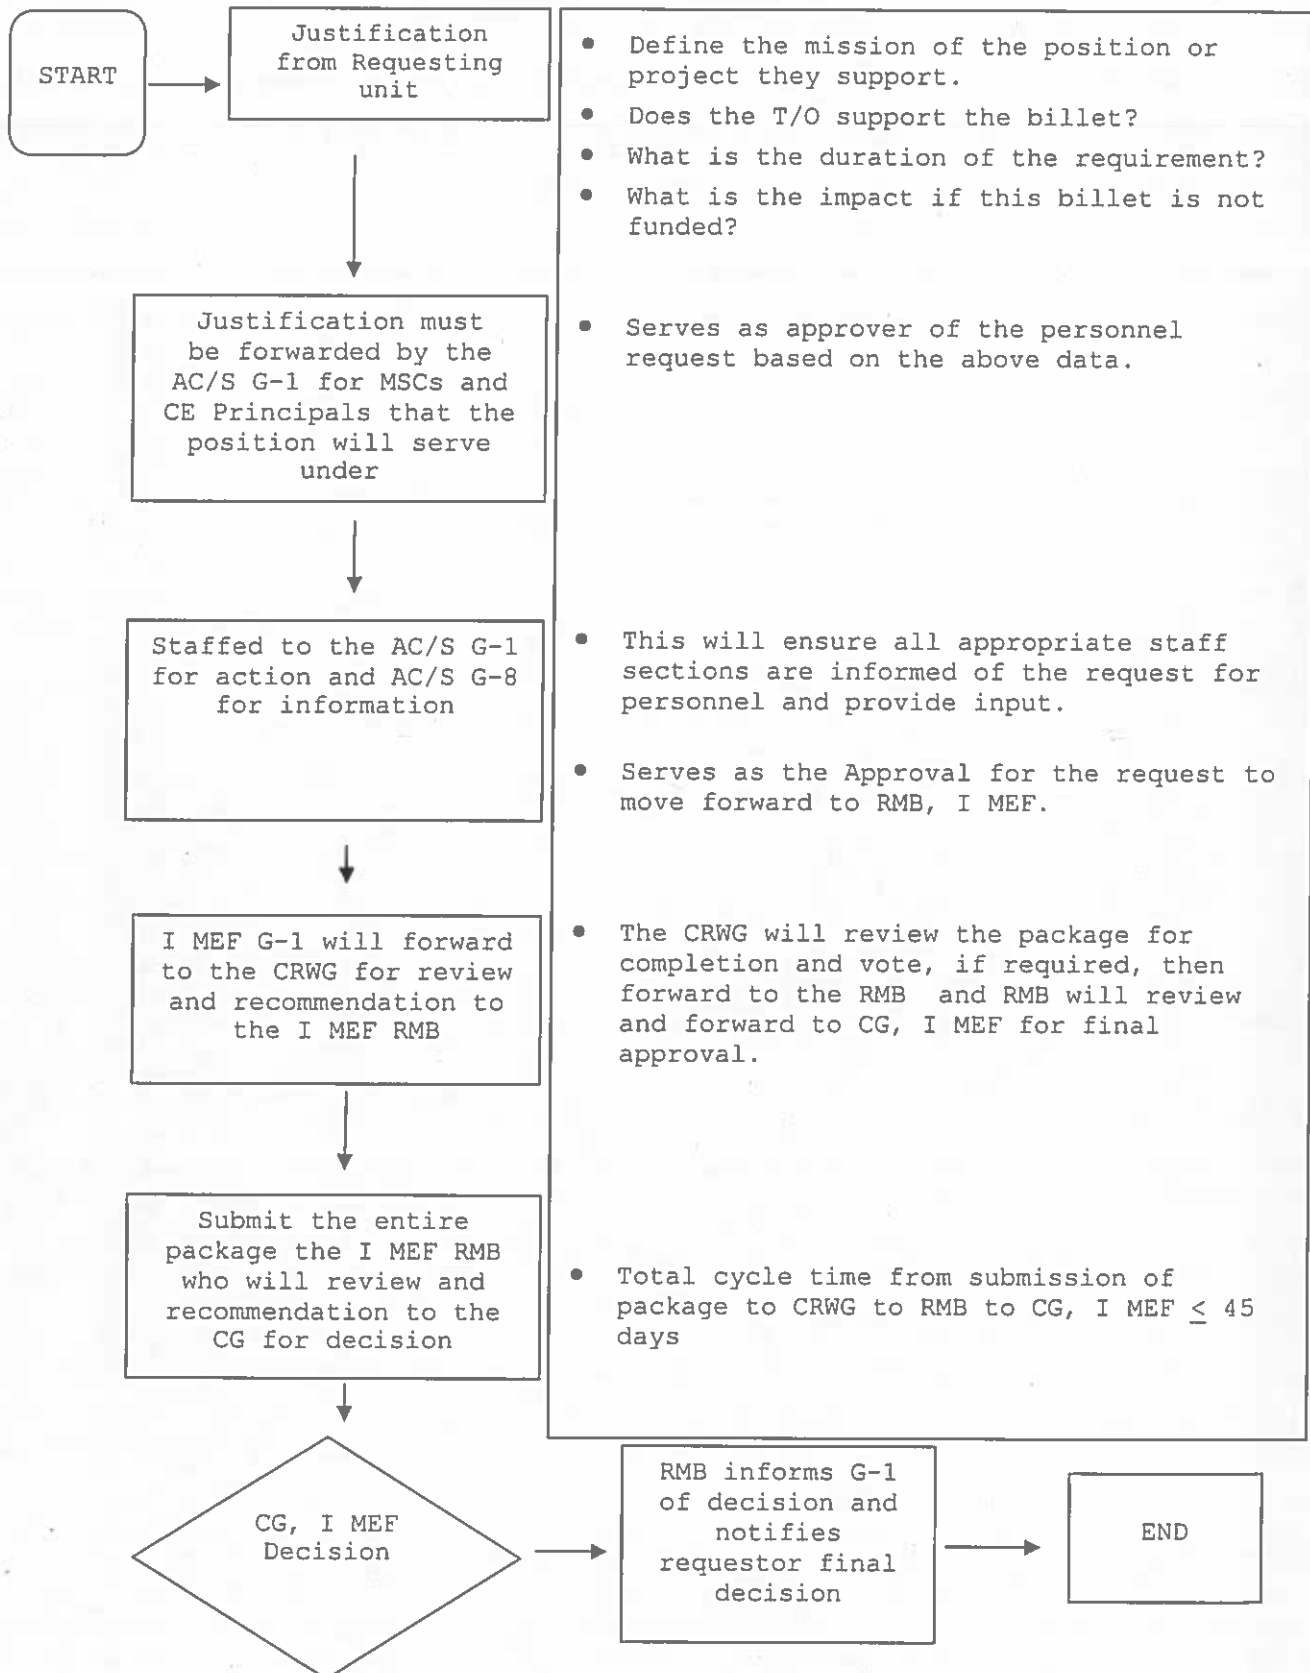 START
Justification
from Requesting
unit
• Define the mission of the position or
project they support.
• Does the T/O support the billet?
• What is the duration of the requirement?
• What is the impact if this billet is not
funded?
Justification must
be forwarded by the
AC/S G-1 for MSCs and
CE Principals that the
position will serve
under
• Serves as approver of the personnel
request based on the above data.
Staffed to the AC/S G-1
for action and AC/S G-8
for information
• This will ensure all appropriate staff
sections are informed of the request for
personnel and provide input.
• Serves as the Approval for the request to
move forward to RMB, I MEF.
I MEF G-1 will forward
to the CRWG for review
and recommendation to
the I MEF RMB
• The CRWG will review the package for
completion and vote, if required, then
forward to the RMB and RMB will review
and forward to CG, I MEF for final
approval.
Submit the entire
package the I MEF RMB
who will review and
recommendation to the
CG for decision
• Total cycle time from submission of
package to CRWG to RMB to CG, I MEF ≤ 45
days
CG, I MEF
Decision
RMB informs G-1
of decision and
notifies
requestor final
decision
END